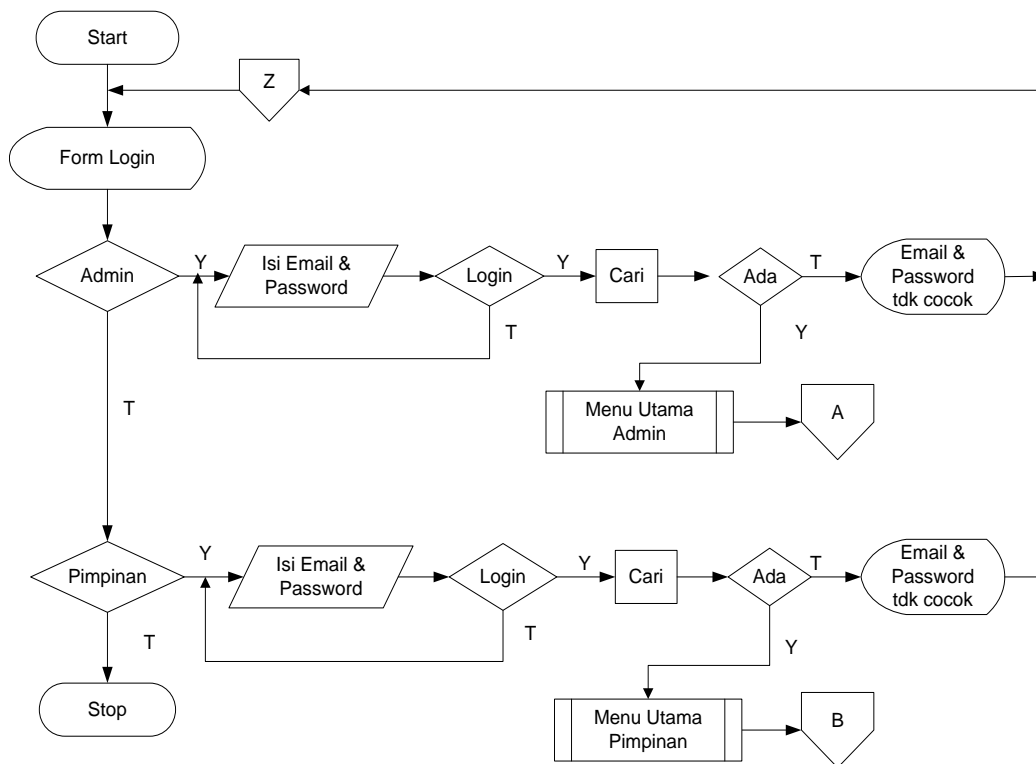 Start
Z
Form Login
Admin
Y
Isi Email &
Password
Login
Y
Cari
Ada
T
Email &
Password
tdk cocok
T
Y
T
Menu Utama
Admin
A
Pimpinan
Y
Isi Email &
Password
Login
Y
Cari
Ada
T
Email &
Password
tdk cocok
T
T
Y
Stop
Menu Utama
Pimpinan
B